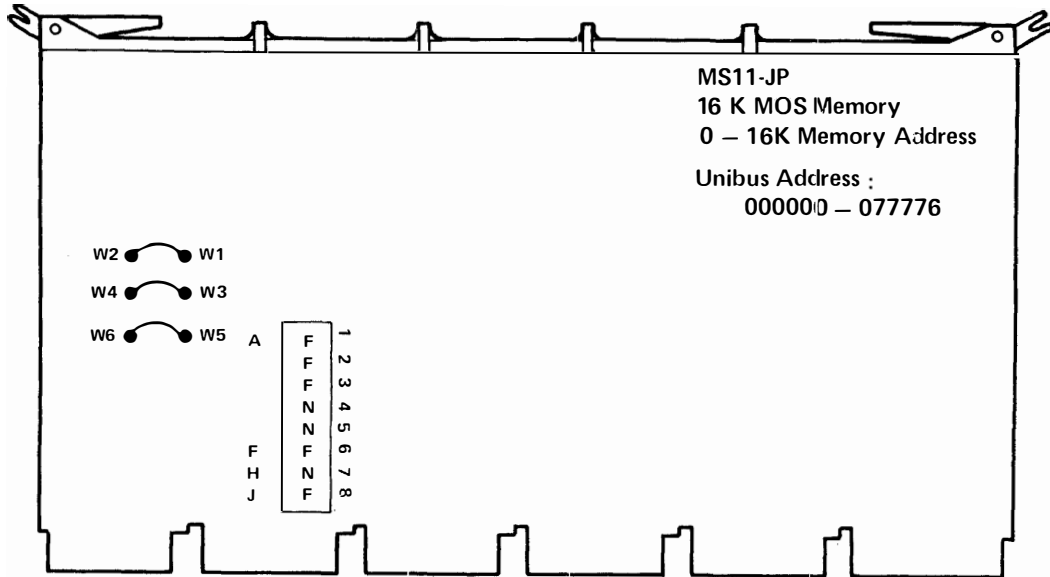 MS11-JP
16 K MOS Memory
0 – 16K Memory Address
Unibus Address :
000000 – 077776
W2 W1
W4 W3
W6 W5
A F 1
F 2
F 3
N 4
N 5
F F 6
H N 7
J F 8